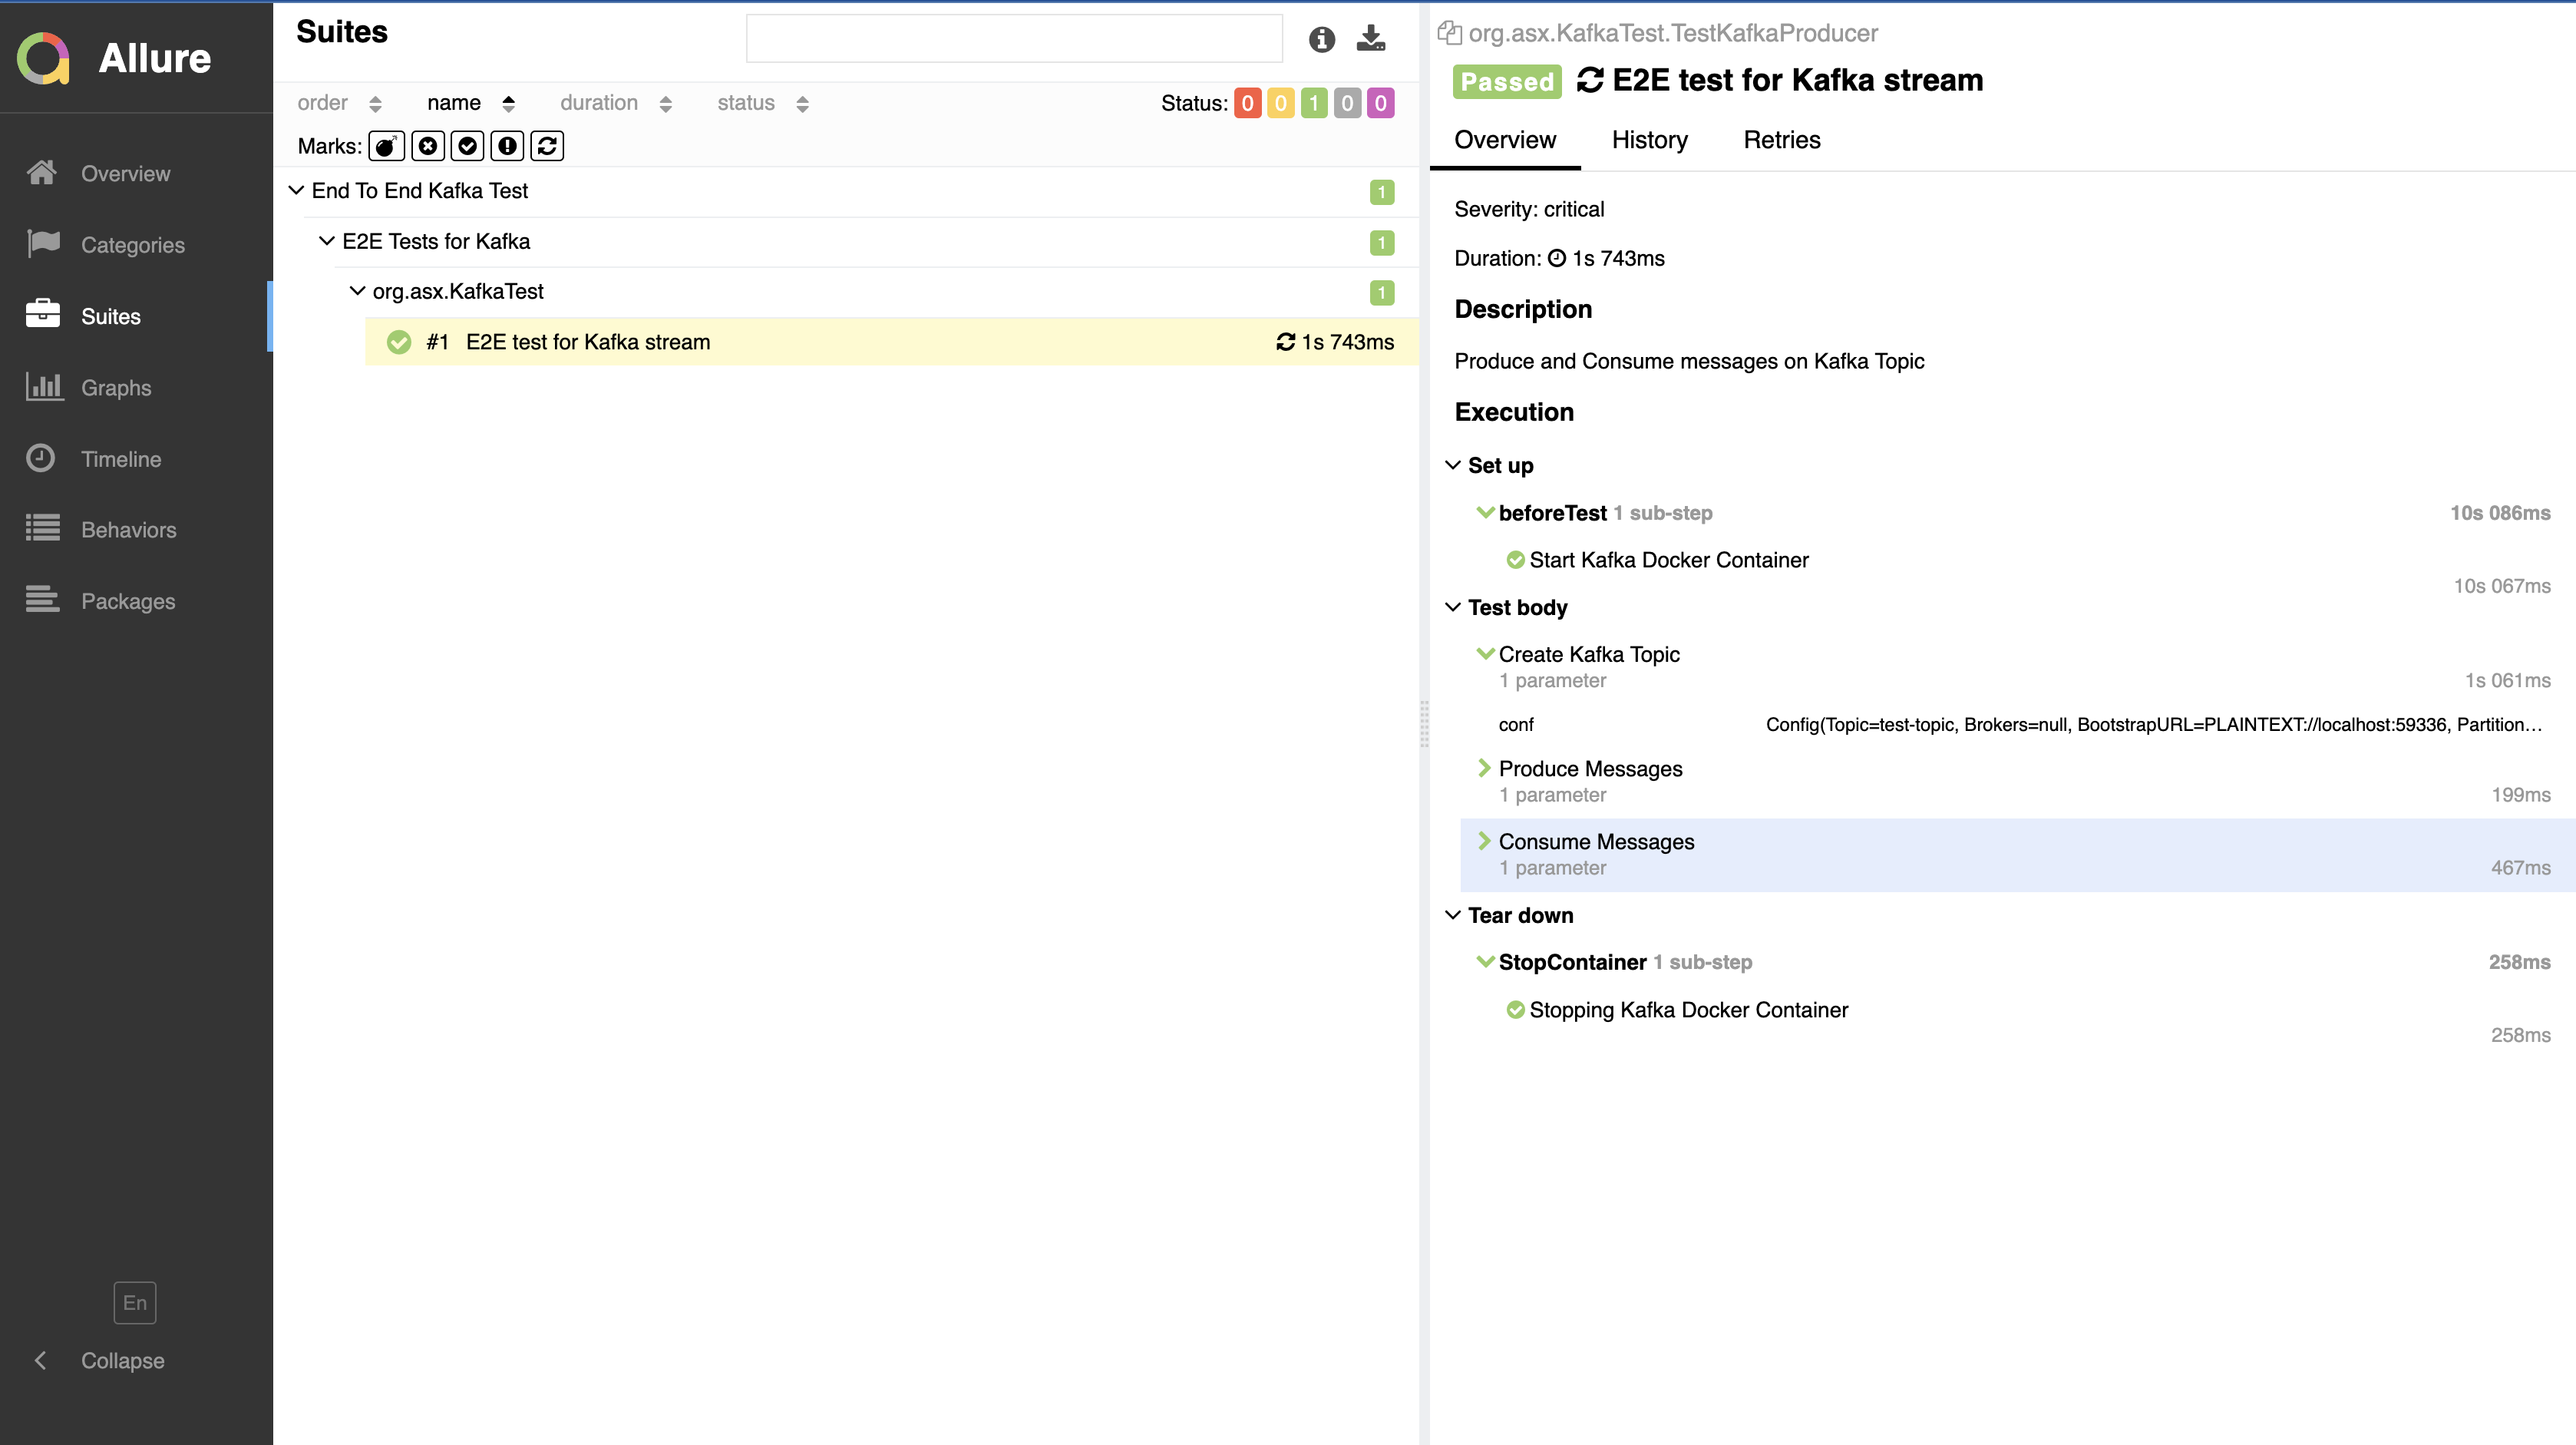 Allure
Overview
Categories
Suites
Graphs
Timeline
Behaviors
Packages
En
Collapse
Suites
order name duration status
Status: 0 0 1 0 0
Marks:
End To End Kafka Test 1
E2E Tests for Kafka 1
org.asx.KafkaTest 1
#1 E2E test for Kafka stream 1s 743ms
org.asx.KafkaTest.TestKafkaProducer
Passed E2E test for Kafka stream
Overview History Retries
Severity: critical
Duration: 1s 743ms
Description
Produce and Consume messages on Kafka Topic
Execution
Set up
beforeTest 1 sub-step 10s 086ms
Start Kafka Docker Container
10s 067ms
Test body
Create Kafka Topic
1 parameter 1s 061ms
conf Config(Topic=test-topic, Brokers=null, BootstrapURL=PLAINTEXT://localhost:59336, Partition…
Produce Messages
1 parameter 199ms
Consume Messages
1 parameter 467ms
Tear down
StopContainer 1 sub-step 258ms
Stopping Kafka Docker Container
258ms